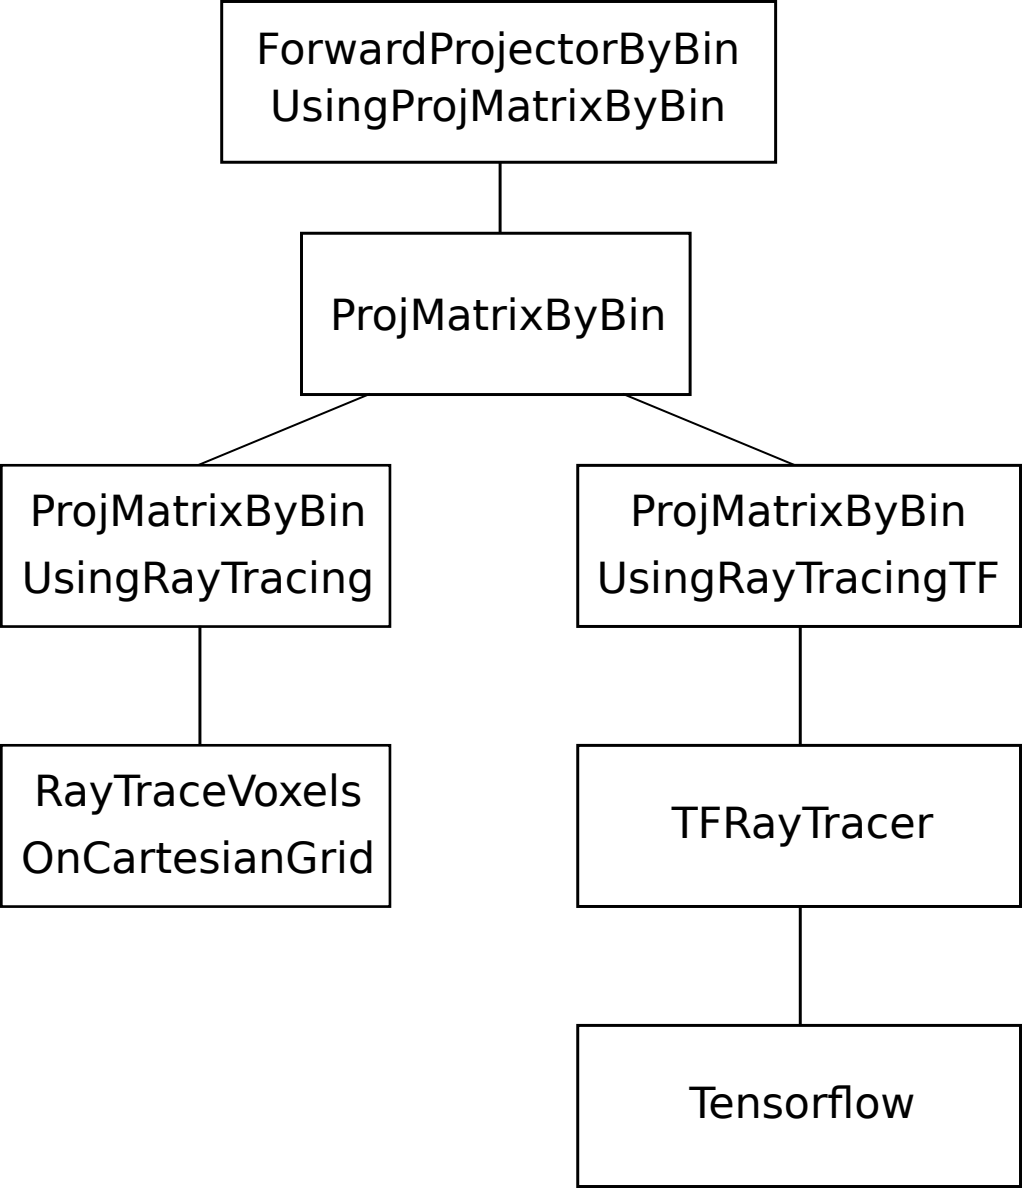 ForwardProjectorByBin
UsingProjMatrixByBin
ProjMatrixByBin
ProjMatrixByBin
UsingRayTracing
ProjMatrixByBin
UsingRayTracingTF
RayTraceVoxels
OnCartesianGrid
TFRayTracer
Tensorflow